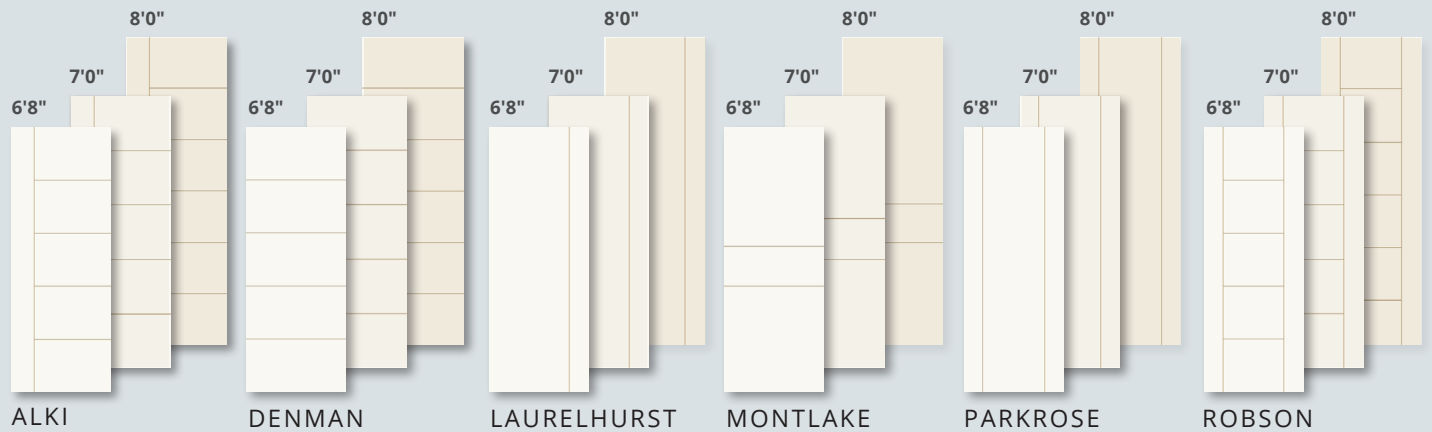 8'0" 8'0" 8'0" 8'0" 8'0" 8'0"
7'0" 7'0" 7'0" 7'0" 7'0" 7'0"
6'8" 6'8" 6'8" 6'8" 6'8" 6'8"
ALKI DENMAN LAURELHURST MONTLAKE PARKROSE ROBSON